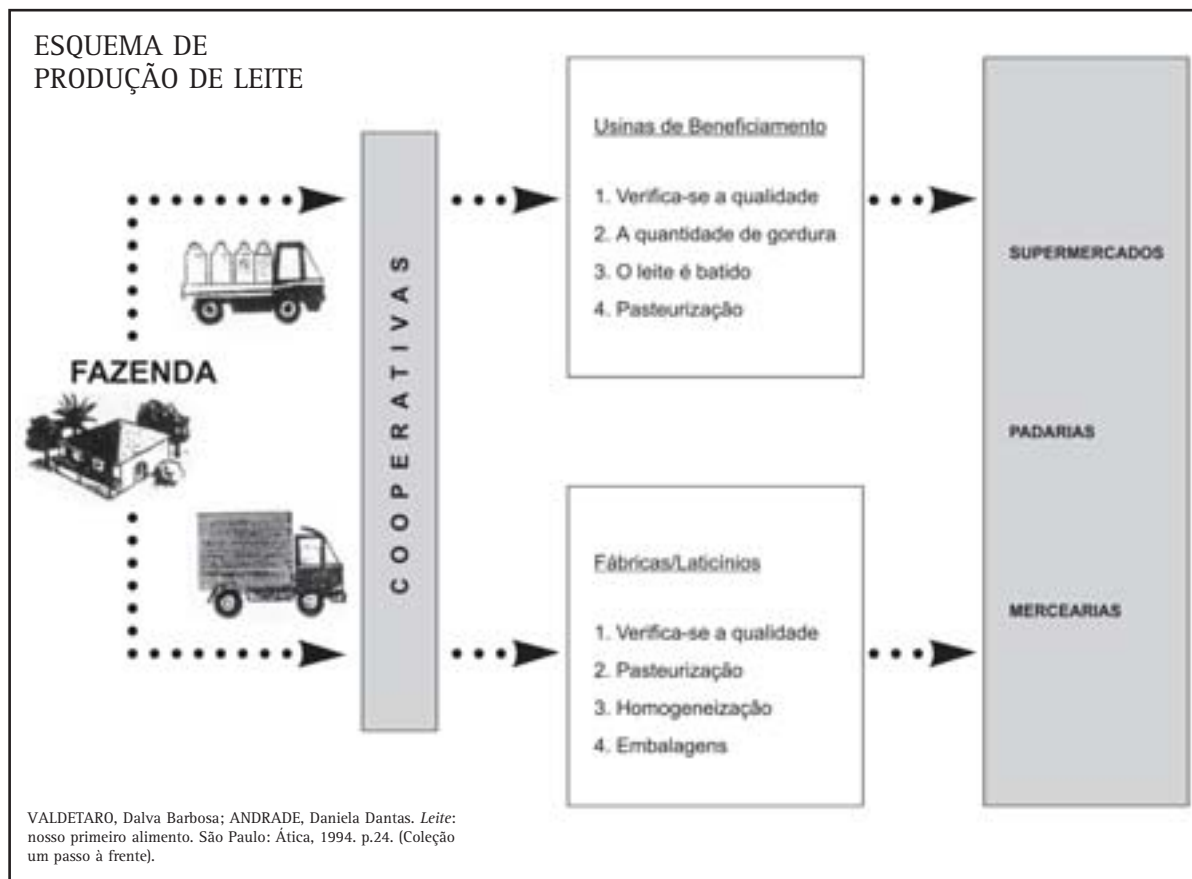 ESQUEMA DE
PRODUÇÃO DE LEITE
FAZENDA
COOPERATIVAS
Usinas de Beneficiamento
1. Verifica-se a qualidade
2. A quantidade de gordura
3. O leite é batido
4. Pasteurização
Fábricas/Laticínios
1. Verifica-se a qualidade
2. Pasteurização
3. Homogeneização
4. Embalagens
SUPERMERCADOS
PADARIAS
MERCEARIAS
VALDETARO, Dalva Barbosa; ANDRADE, Daniela Dantas. Leite:
nosso primeiro alimento. São Paulo: Ática, 1994. p.24. (Coleção
um passo à frente).